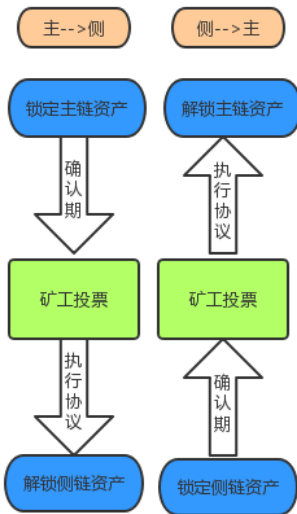 主-->侧
侧-->主
锁定主链资产
解锁主链资产
确认期
执行协议
矿工投票
矿工投票
执行协议
确认期
解锁侧链资产
锁定侧链资产